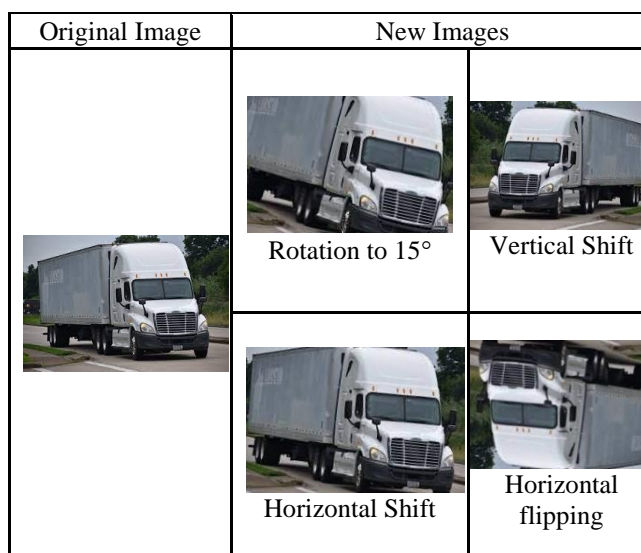 Original Image
New Images
Rotation to 15°
Vertical Shift
Horizontal Shift
Horizontal
flipping